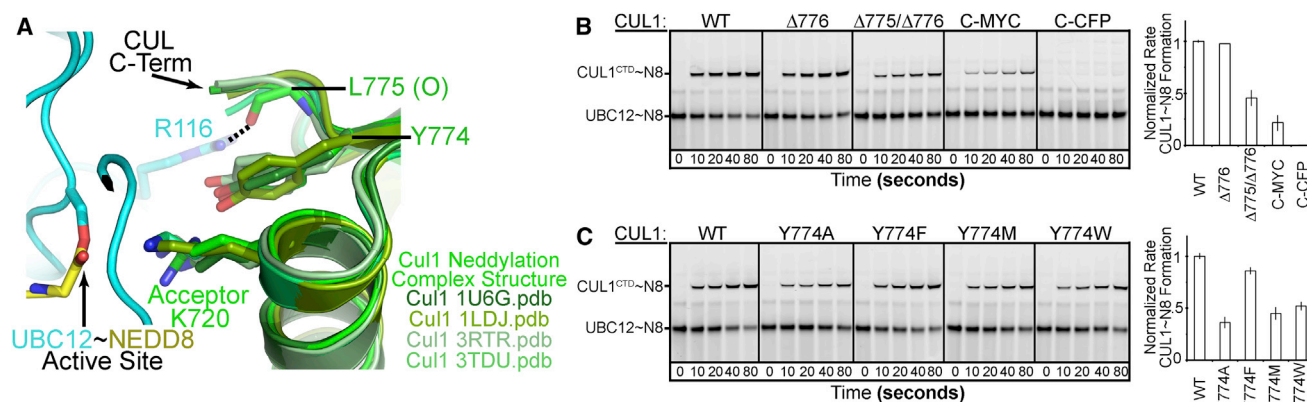 A
CUL
C-Term
L775 (O)
R116
Y774
Acceptor
K720
UBC12~NEDD8
Active Site
Cul1 Neddylation
Complex Structure
Cul1 1U6G.pdb
Cul1 1LDJ.pdb
Cul1 3RTR.pdb
Cul1 3TDU.pdb
B
CUL1: WT Δ776 Δ775/Δ776 C-MYC C-CFP
CUL1CTD~N8
UBC12~N8
0 10 20 40 80 0 10 20 40 80 0 10 20 40 80 0 10 20 40 80 0 10 20 40 80
Time (seconds)
Normalized Rate
CUL1~N8 Formation
1
.5
0
WT
Δ776
Δ775/Δ776
C-MYC
C-CFP
C
CUL1: WT Y774A Y774F Y774M Y774W
CUL1CTD~N8
UBC12~N8
0 10 20 40 80 0 10 20 40 80 0 10 20 40 80 0 10 20 40 80 0 10 20 40 80
Time (seconds)
Normalized Rate
CUL1~N8 Formation
1
.5
0
WT
774A
774F
774M
774W